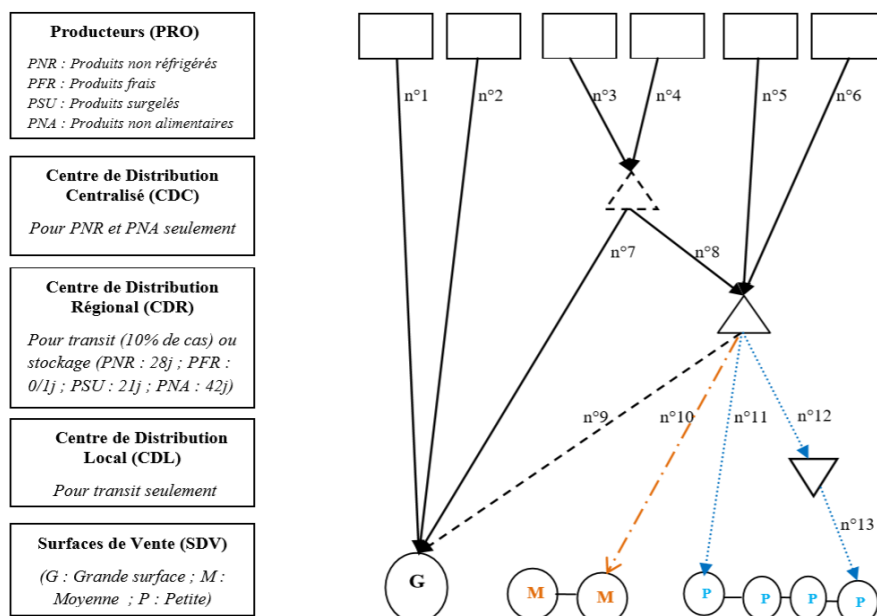 Producteurs (PRO)
PNR : Produits non réfrigérés
PFR : Produits frais
PSU : Produits surgelés
PNA : Produits non alimentaires
Centre de Distribution
Centralisé (CDC)
Pour PNR et PNA seulement
Centre de Distribution
Régional (CDR)
Pour transit (10% de cas) ou
stockage (PNR : 28j ; PFR :
0/1j ; PSU : 21j ; PNA : 42j)
Centre de Distribution
Local (CDL)
Pour transit seulement
Surfaces de Vente (SDV)
(G : Grande surface ; M :
Moyenne ; P : Petite)
n°1
n°2
n°3
n°4
n°5
n°6
n°7
n°8
n°9
n°10
n°11
n°12
n°13
G
M
M
P
P
P
P